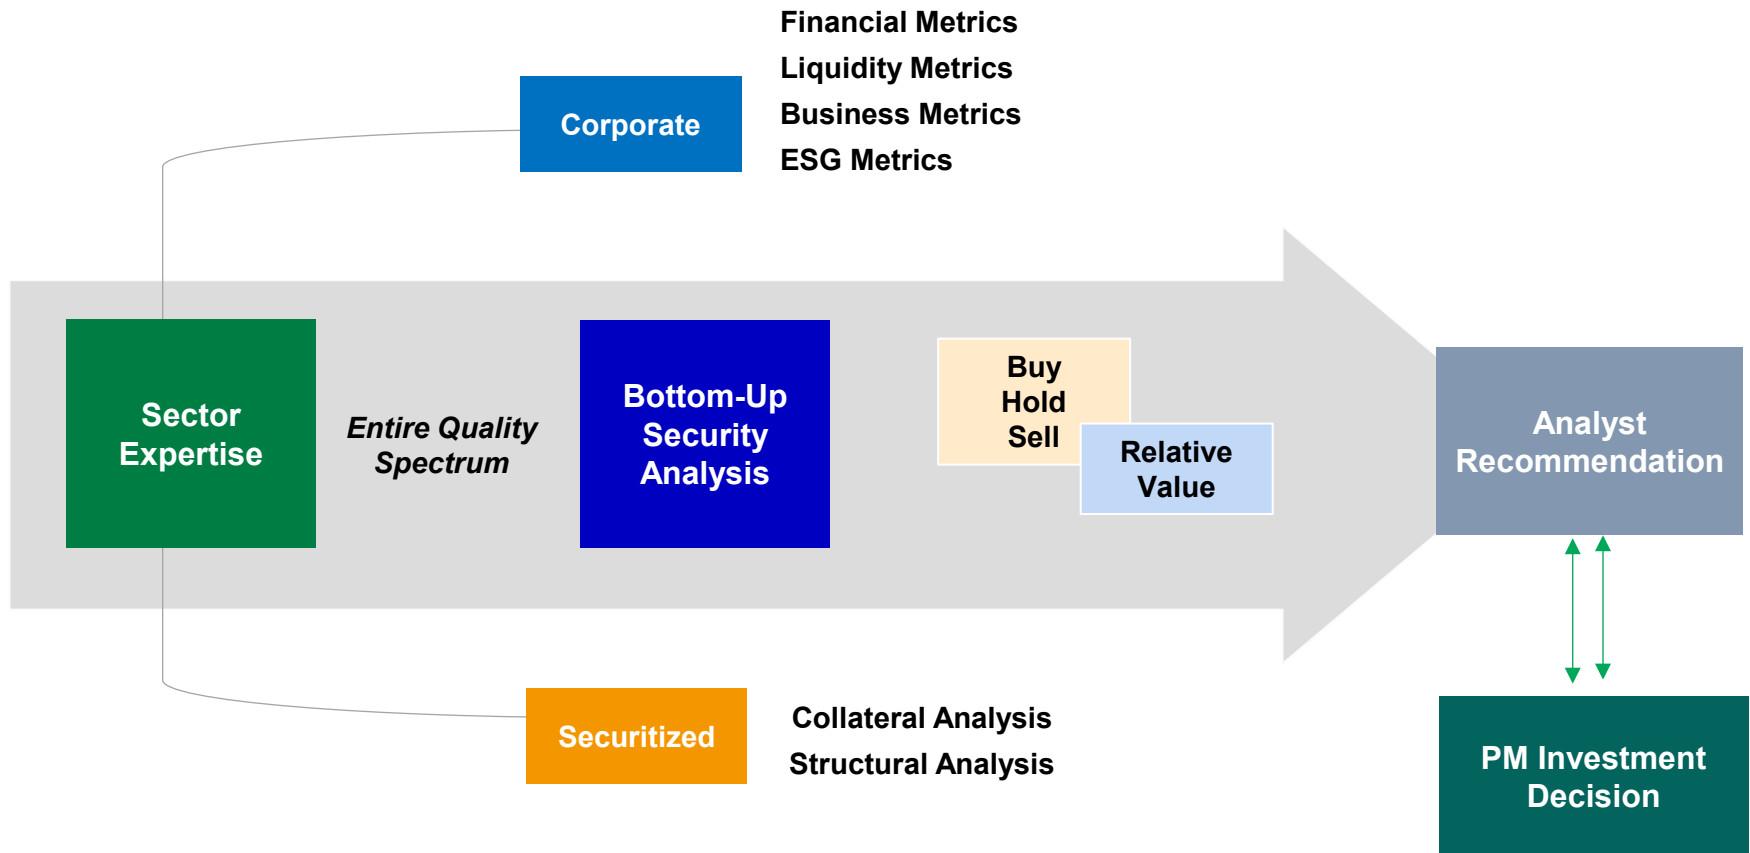 Financial Metrics
Liquidity Metrics
Business Metrics
ESG Metrics
Corporate
Sector
Expertise
Entire Quality
Spectrum
Bottom-Up
Security
Analysis
Buy
Hold
Sell
Relative
Value
Analyst
Recommendation
Securitized
Collateral Analysis
Structural Analysis
PM Investment
Decision